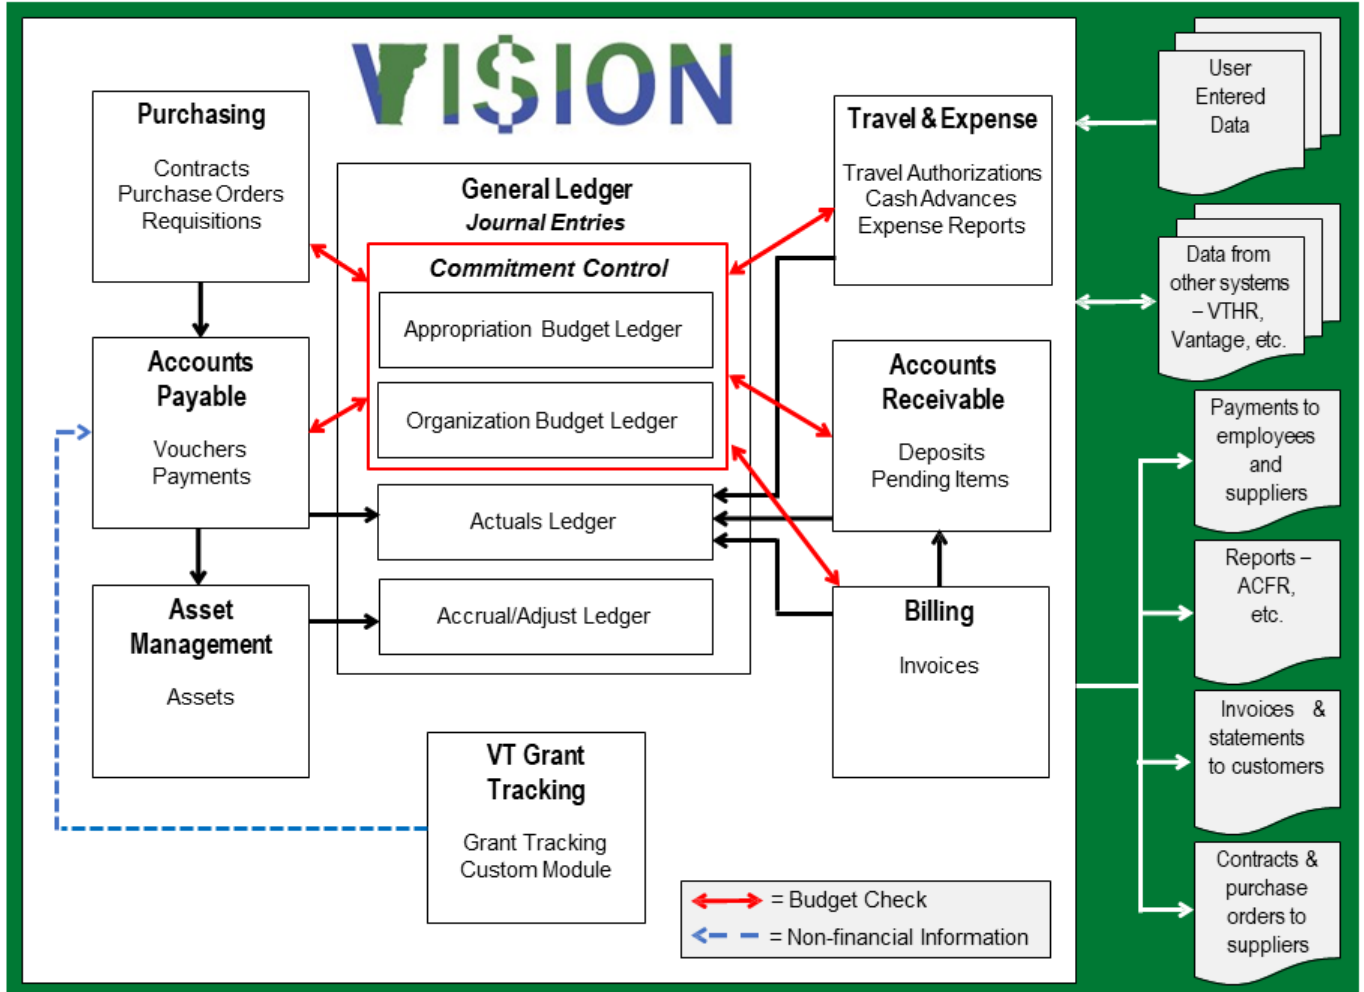 VISION
Purchasing
Contracts
Purchase Orders
Requisitions
Accounts
Payable
Vouchers
Payments
Asset
Management
Assets
General Ledger
Journal Entries
Commitment Control
Appropriation Budget Ledger
Organization Budget Ledger
Actuals Ledger
Accrual/Adjust Ledger
VT Grant
Tracking
Grant Tracking
Custom Module
Travel & Expense
Travel Authorizations
Cash Advances
Expense Reports
Accounts
Receivable
Deposits
Pending Items
Billing
Invoices
= Budget Check
= Non-financial Information
User
Entered
Data
Data from
other systems
– VTHR,
Vantage, etc.
Payments to
employees
and
suppliers
Reports –
ACFR,
etc.
Invoices &
statements
to customers
Contracts &
purchase
orders to
suppliers